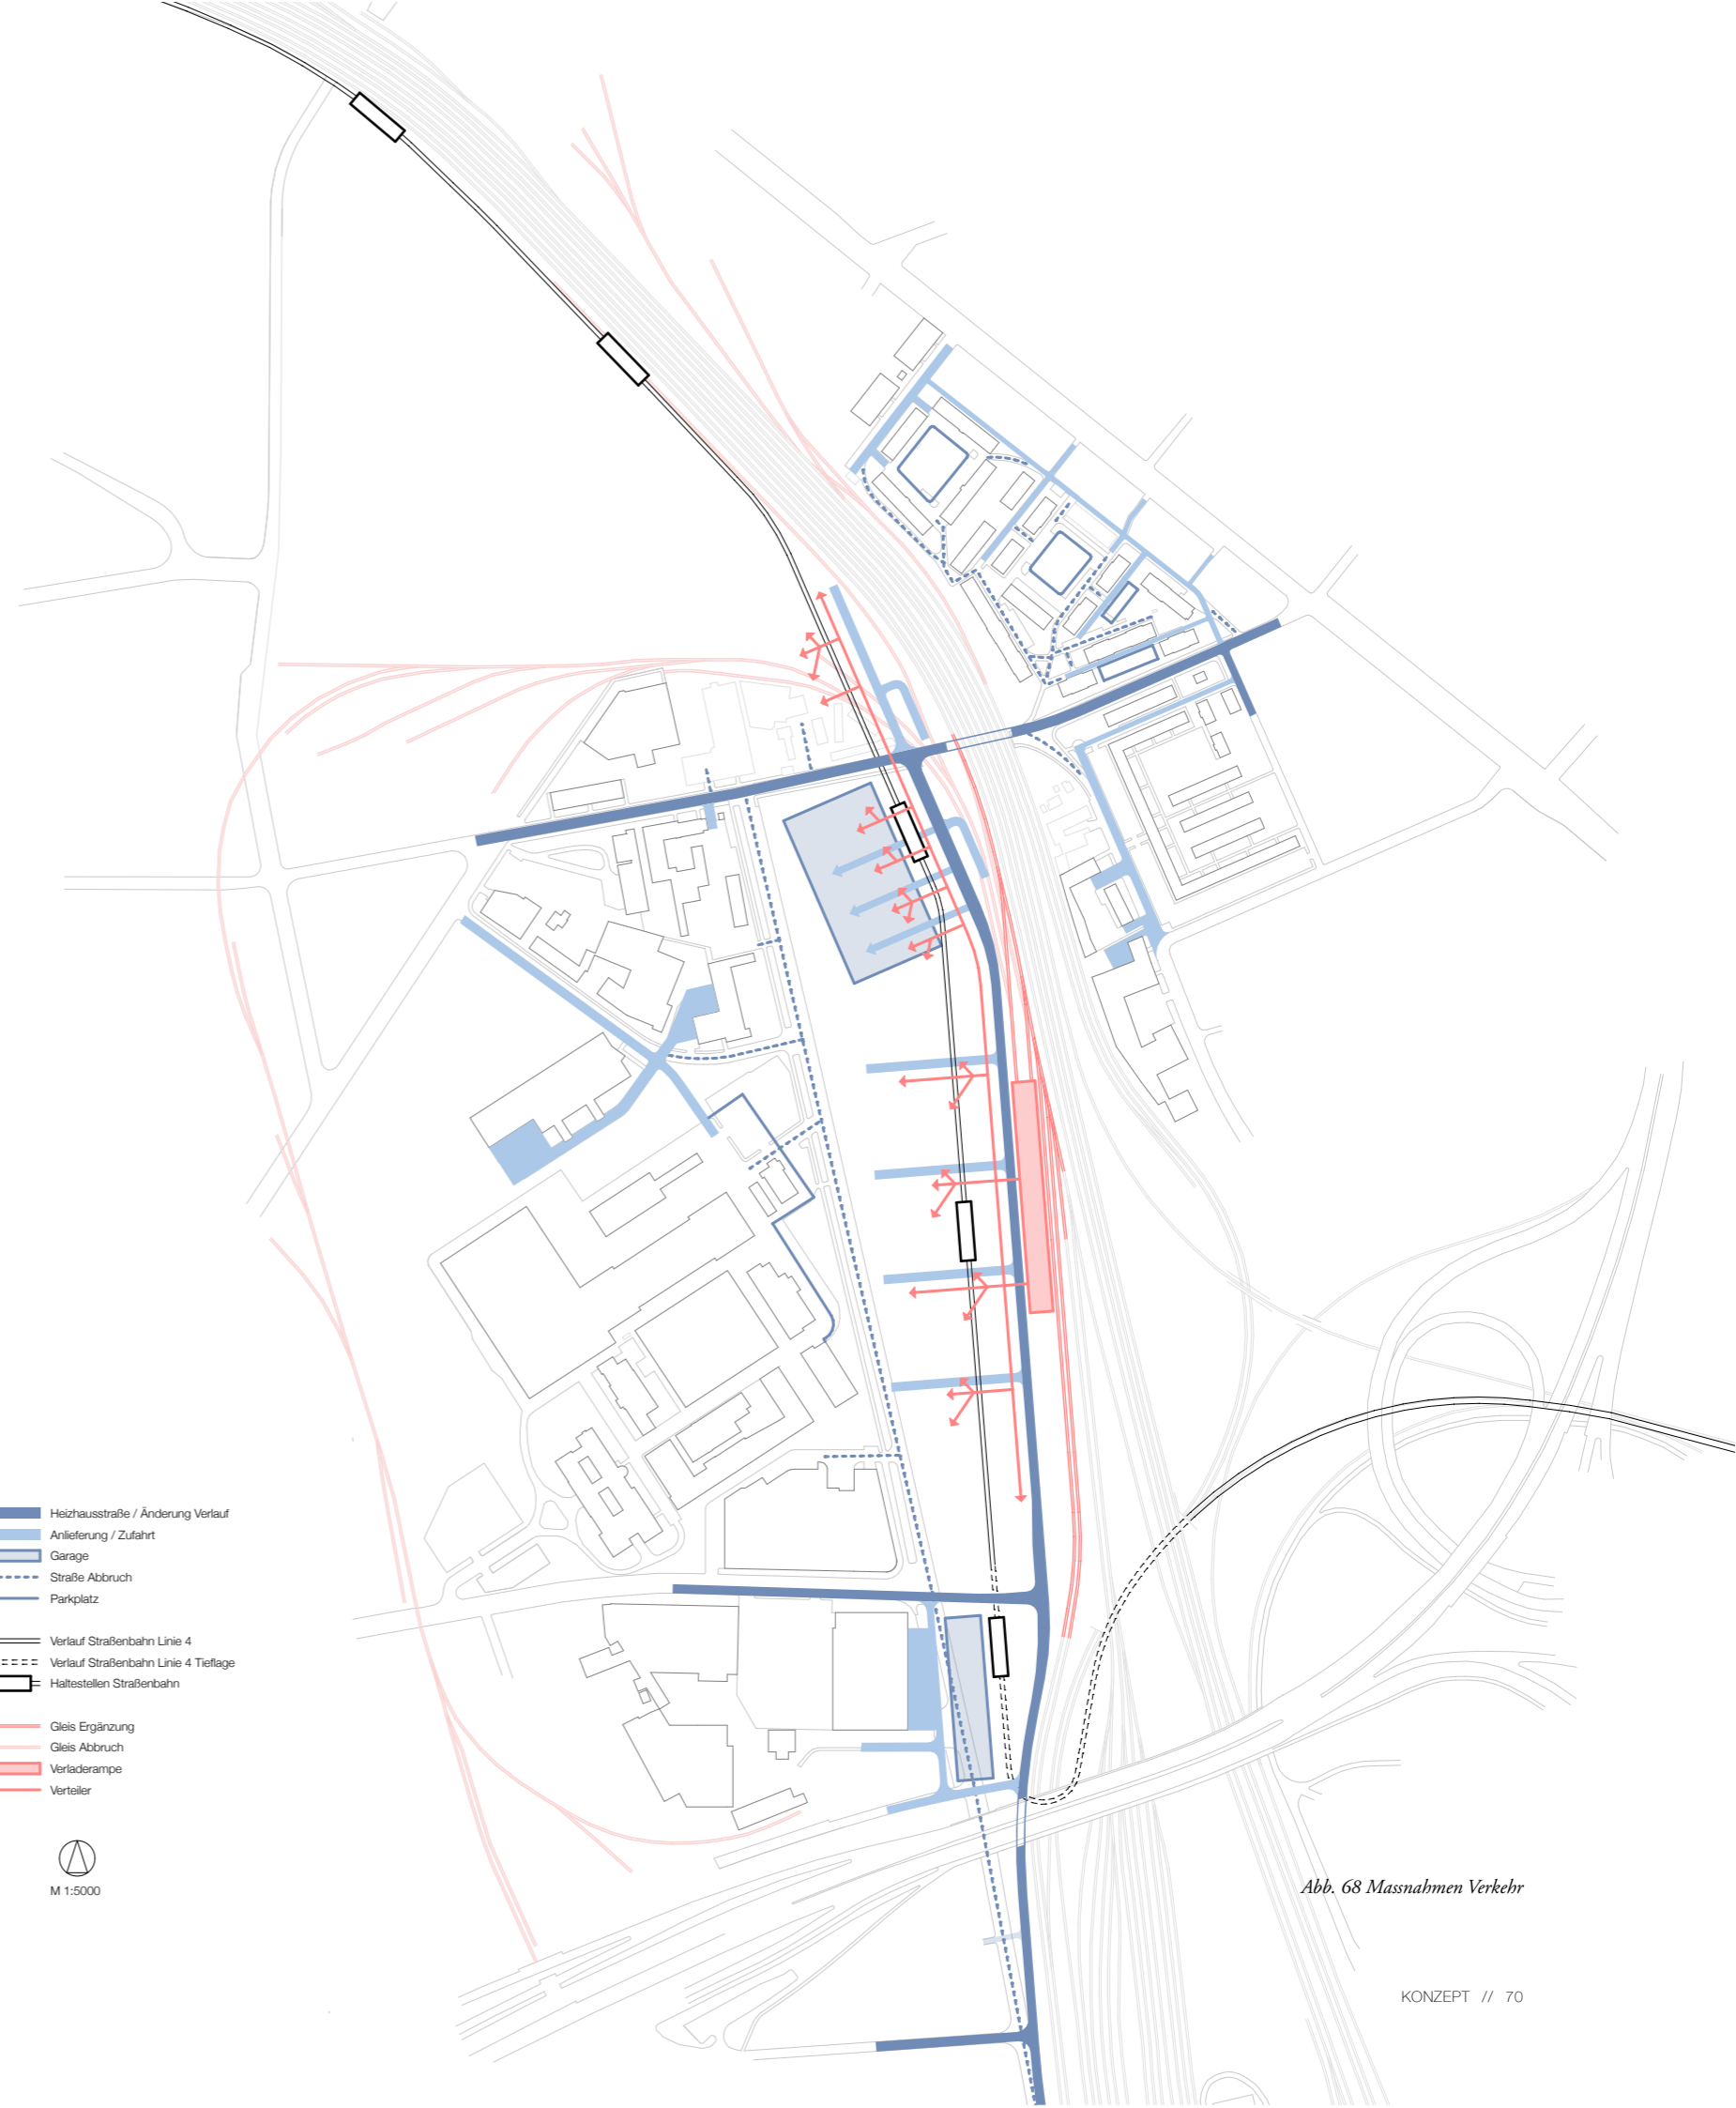 Heizhausstraße / Änderung Verlauf
Anlieferung / Zufahrt
Garage
Straße Abbruch
Parkplatz
Verlauf Straßenbahn Linie 4
Verlauf Straßenbahn Linie 4 Tieflage
Haltestellen Straßenbahn
Gleis Ergänzung
Gleis Abbruch
Verladerampe
Verteiler
M 1:5000
Abb. 68 Massnahmen Verkehr
KONZEPT // 70